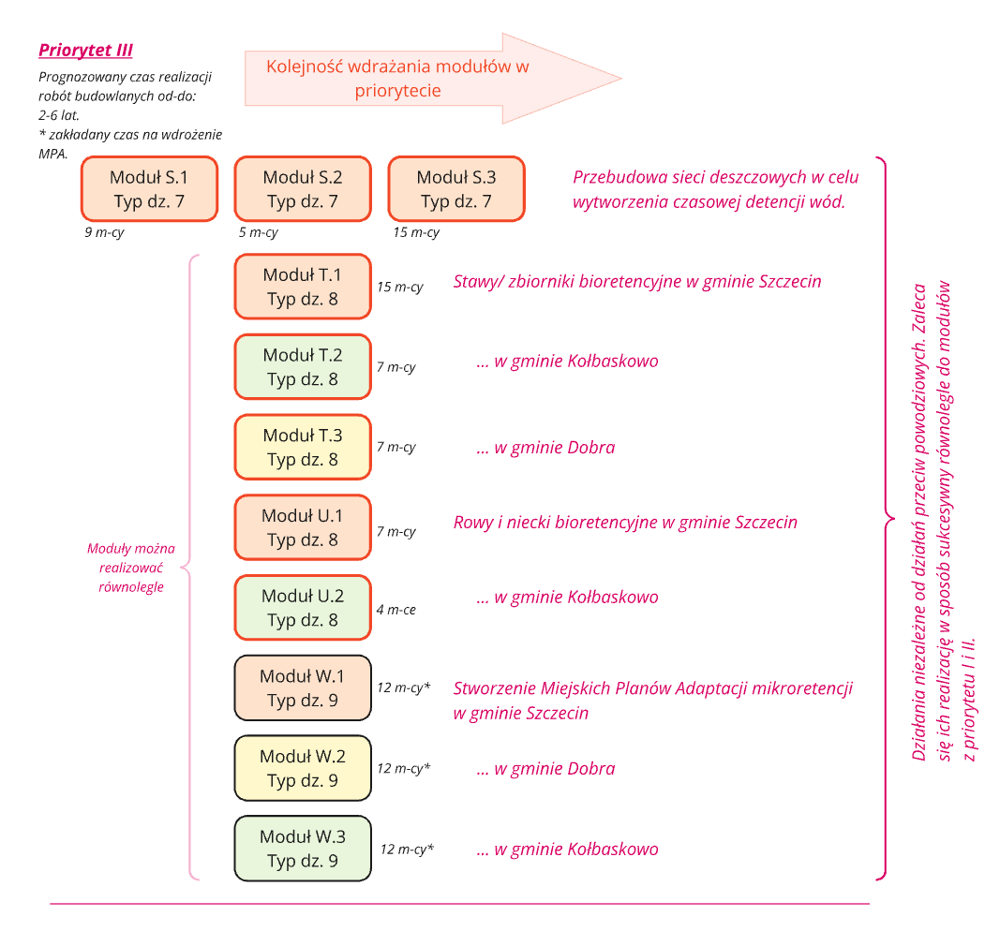 Priorytet III
Prognozowany czas realizacji
robót budowlanych od-do:
2-6 lat.
* zakładany czas na wdrożenie
MPA.
Kolejność wdrażania modułów w
priorytecie
Moduł S.1
Typ dz. 7
9 m-cy
Moduł S.2
Typ dz. 7
5 m-cy
Moduł S.3
Typ dz. 7
15 m-cy
Przebudowa sieci deszczowych w celu
wytworzenia czasowej detencji wód.
Moduł T.1
Typ dz. 8
15 m-cy
Stawy/ zbiorniki bioretencyjne w gminie Szczecin
Moduł T.2
Typ dz. 8
7 m-cy
... w gminie Kołbaskowo
Moduł T.3
Typ dz. 8
7 m-cy
... w gminie Dobra
Moduł U.1
Typ dz. 8
7 m-cy
Rowy i niecki bioretencyjne w gminie Szczecin
Moduły można
realizować
równolegle
Moduł U.2
Typ dz. 8
4 m-ce
... w gminie Kołbaskowo
Moduł W.1
Typ dz. 9
12 m-cy*
Stworzenie Miejskich Planów Adaptacji mikroretencji
w gminie Szczecin
Moduł W.2
Typ dz. 9
12 m-cy*
... w gminie Dobra
Moduł W.3
Typ dz. 9
12 m-cy*
... w gminie Kołbaskowo
Działania niezależne od działań przeciw powodziowych. Zaleca
się ich realizację w sposób sukcesywny równolegle do modułów
z priorytetu I i II.